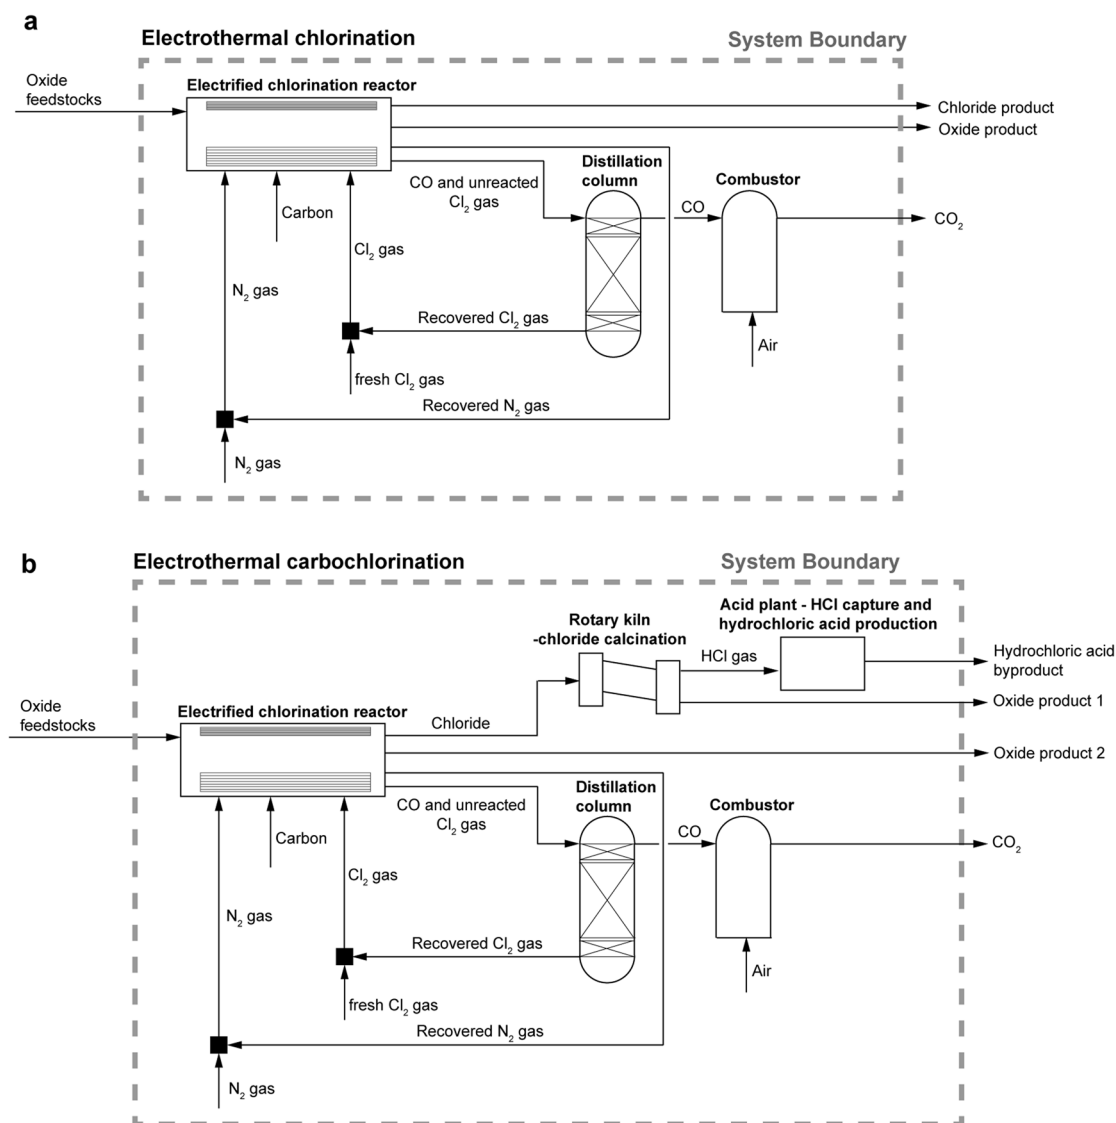 a
Electrothermal chlorination
System Boundary
Oxide
feedstocks
Electrified chlorination reactor
Chloride product
Oxide product
Distillation
column
Combustor
CO and unreacted
Cl₂ gas
CO
CO₂
Carbon
Cl₂ gas
N₂ gas
Recovered Cl₂ gas
Air
fresh Cl₂ gas
Recovered N₂ gas
N₂ gas
b
Electrothermal carbochlorination
System Boundary
Acid plant - HCl capture and
hydrochloric acid production
Rotary kiln
-chloride calcination
HCl gas
Hydrochloric acid
byproduct
Oxide product 1
Oxide
feedstocks
Electrified chlorination reactor
Chloride
Oxide product 2
Distillation
column
Combustor
CO and unreacted
Cl₂ gas
CO
CO₂
Carbon
Cl₂ gas
N₂ gas
Recovered Cl₂ gas
Air
fresh Cl₂ gas
Recovered N₂ gas
N₂ gas